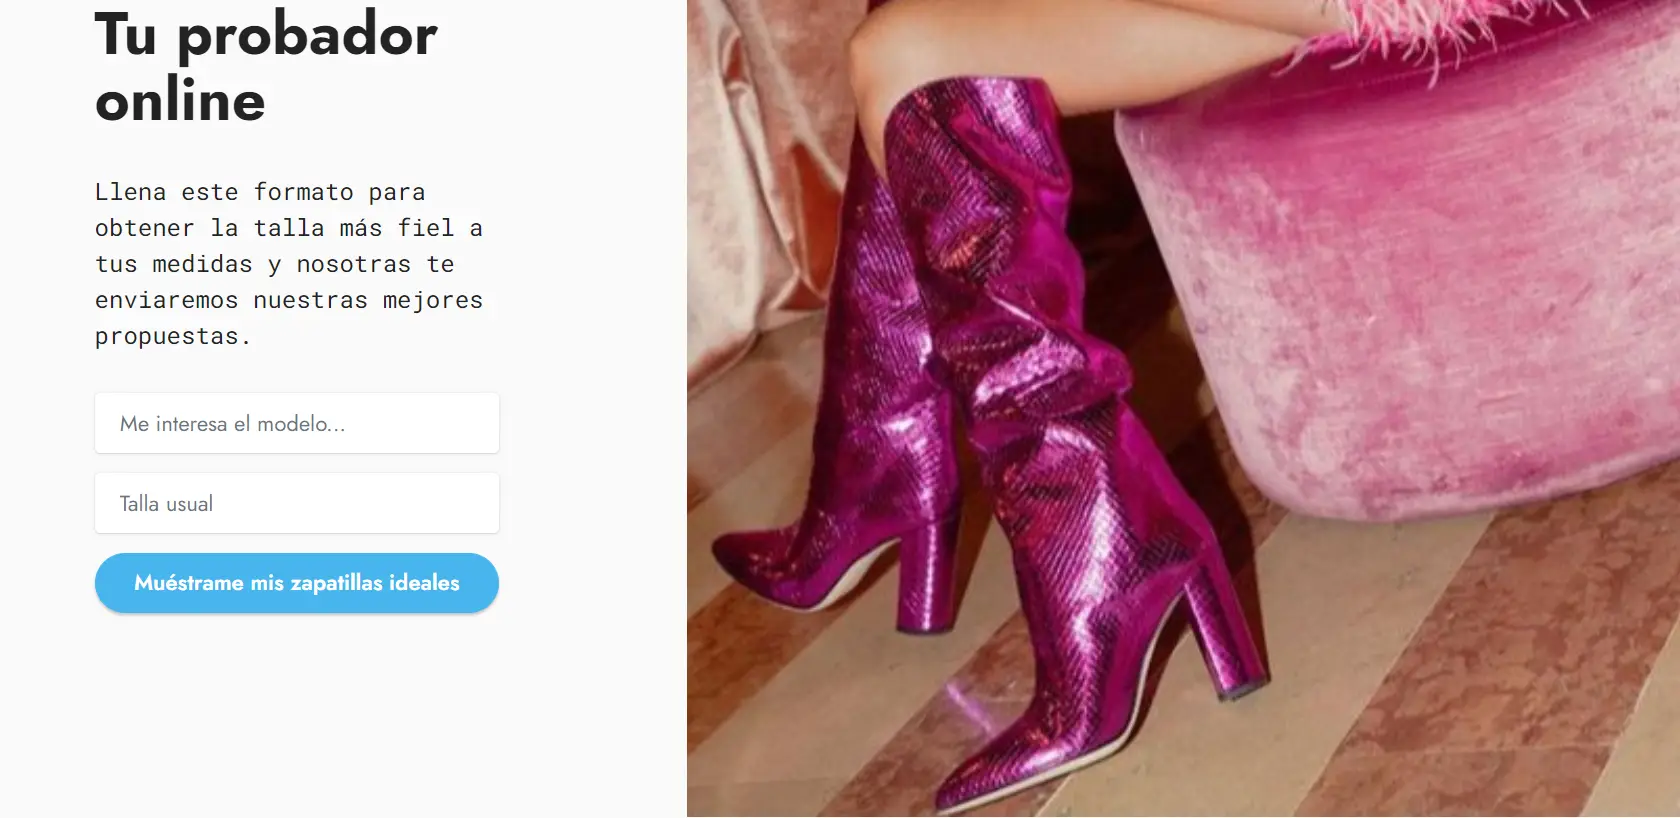 Tu probador
online
Llena este formato para
obtener la talla más fiel a
tus medidas y nosotras te
enviaremos nuestras mejores
propuestas.
Me interesa el modelo...
Talla usual
Muéstrame mis zapatillas ideales